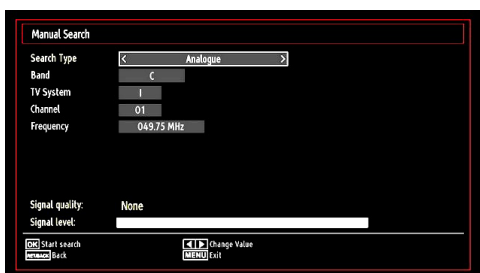 Manual Search
Search Type < Analogue >
Band C
TV System I
Channel 01
Frequency 049.75 MHz
Signal quality: None
Signal level:
OK Start search ◀ ▶ Change Value
RET/BACK Back MENU Exit